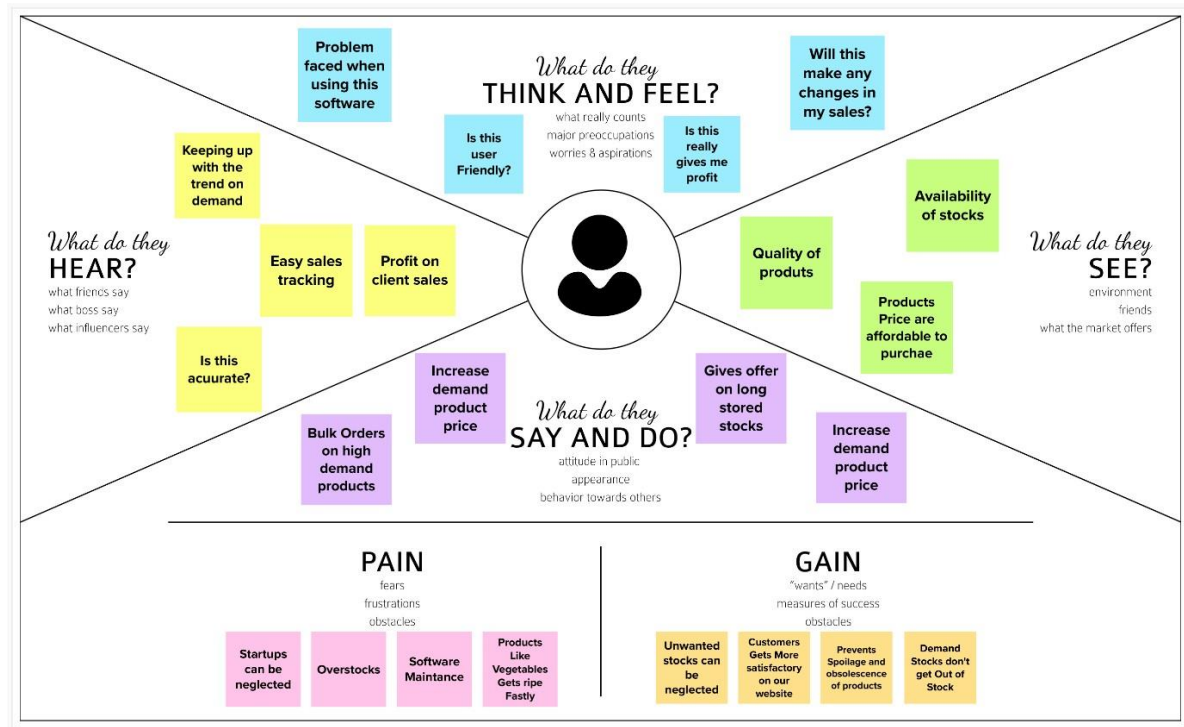 Problem
faced when
using this
software
What do they
THINK AND FEEL?
what really counts
major preoccupations
worries & aspirations
Is this
user
Friendly?
Is this
really
gives me
profit
Will this
make any
changes in
my sales?
Keeping up
with the
trend on
demand
What do they
HEAR?
what friends say
what boss say
what influencers say
Easy sales
tracking
Profit on
client sales
Is this
acuurate?
Quality of
produts
Availability
of stocks
Products
Price are
affordable to
purchae
What do they
SEE?
environment
friends
what the market offers
Bulk Orders
on high
demand
products
Increase
demand
product
price
What do they
SAY AND DO?
attitude in public
appearance
behavior towards others
Gives offer
on long
stored
stocks
Increase
demand
product
price
PAIN
fears
frustrations
obstacles
Startups
can be
neglected
Overstocks
Software
Maintance
Products
Like
Vegetables
Gets ripe
Fastly
GAIN
"wants" / needs
measures of success
obstacles
Unwanted
stocks can
be
neglected
Customers
Gets More
satisfactory
on our
website
Prevents
Spoilage and
obsolescence
of products
Demand
Stocks don't
get Out of
Stock